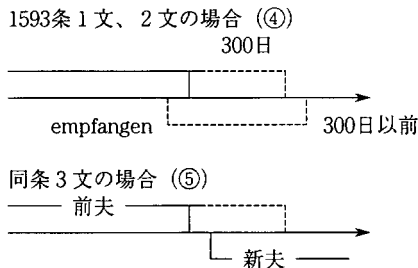 1593条1文、2文の場合（④）
300日
empfangen
300日以前
同条3文の場合（⑤）
前夫
新夫